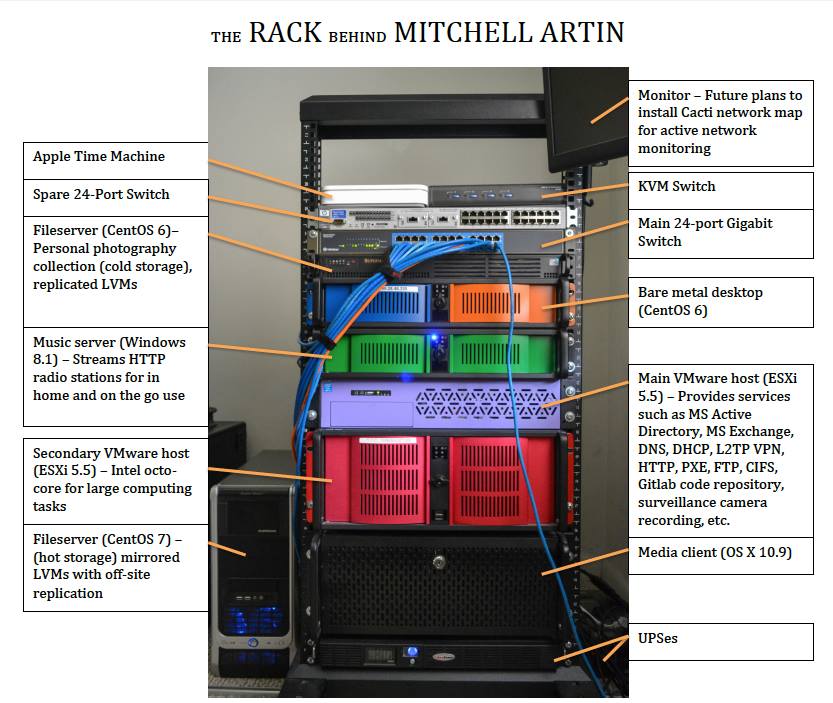 THE RACK BEHIND MITCHELL ARTIN
Apple Time Machine
Spare 24-Port Switch
Fileserver (CentOS 6)–
Personal photography
collection (cold storage),
replicated LVMs
Music server (Windows
8.1) – Streams HTTP
radio stations for in
home and on the go use
Secondary VMware host
(ESXi 5.5) – Intel octo-
core for large computing
tasks
Fileserver (CentOS 7) –
(hot storage) mirrored
LVMs with off-site
replication
Monitor – Future plans to
install Cacti network map
for active network
monitoring
KVM Switch
Main 24-port Gigabit
Switch
Bare metal desktop
(CentOS 6)
Main VMware host (ESXi
5.5) – Provides services
such as MS Active
Directory, MS Exchange,
DNS, DHCP, L2TP VPN,
HTTP, PXE, FTP, CIFS,
Gitlab code repository,
surveillance camera
recording, etc.
Media client (OS X 10.9)
UPSes